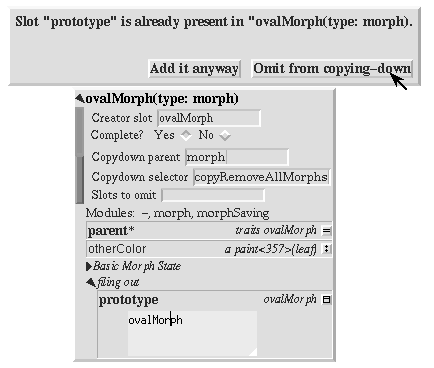 Slot "prototype" is already present in "ovalMorph(type: morph).
Add it anyway Omit from copying-down
ovalMorph(type: morph)
Creator slot ovalMorph
Complete? Yes No
Copydown parent morph
Copydown selector copyRemoveAllMorphs
Slots to omit
Modules: -, morph, morphSaving
parent* traits ovalMorph =
otherColor a paint<357>(leaf) :
Basic Morph State
filing out
prototype ovalMorph
ovalMorph